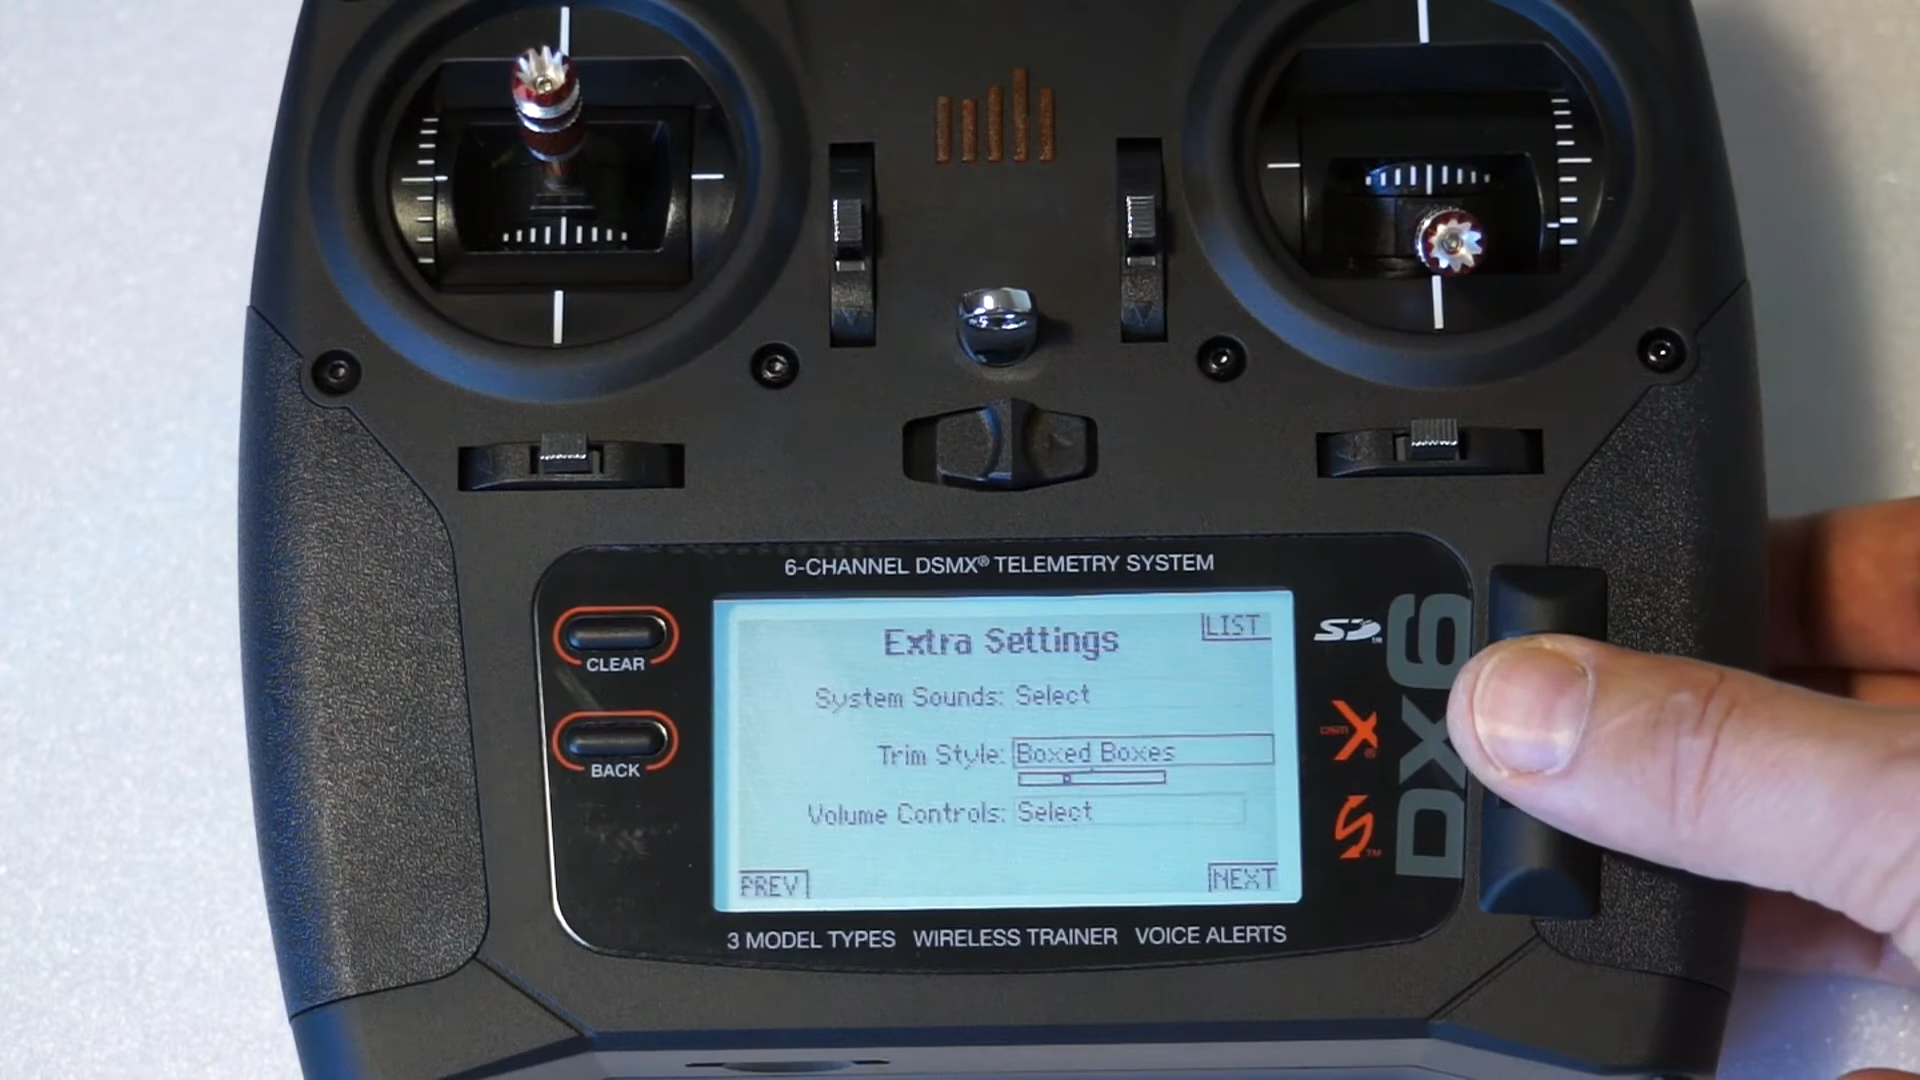 6-CHANNEL DSMX® TELEMETRY SYSTEM
CLEAR
BACK
LIST
Extra Settings
System Sounds: Select
Trim Style: Boxed Boxes
Volume Controls: Select
PREV
NEXT
SD
X
DX6
3 MODEL TYPES WIRELESS TRAINER VOICE ALERTS